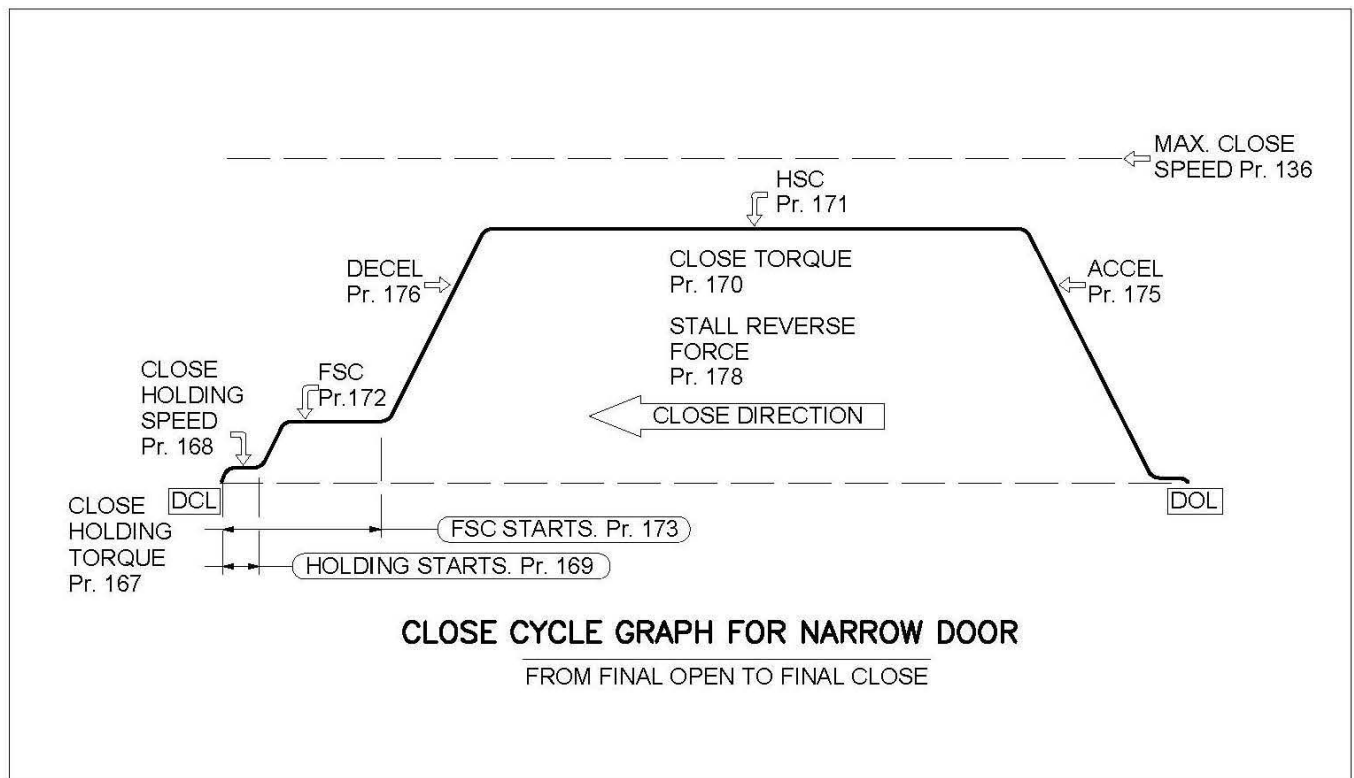 MAX. CLOSE
SPEED Pr. 136
HSC
Pr. 171
DECEL
Pr. 176
CLOSE TORQUE
Pr. 170
ACCEL
Pr. 175
STALL REVERSE
FORCE
Pr. 178
CLOSE
HOLDING
SPEED
Pr. 168
FSC
Pr.172
CLOSE DIRECTION
DCL
DOL
CLOSE
HOLDING
TORQUE
Pr. 167
FSC STARTS. Pr. 173
HOLDING STARTS. Pr. 169
CLOSE CYCLE GRAPH FOR NARROW DOOR
FROM FINAL OPEN TO FINAL CLOSE